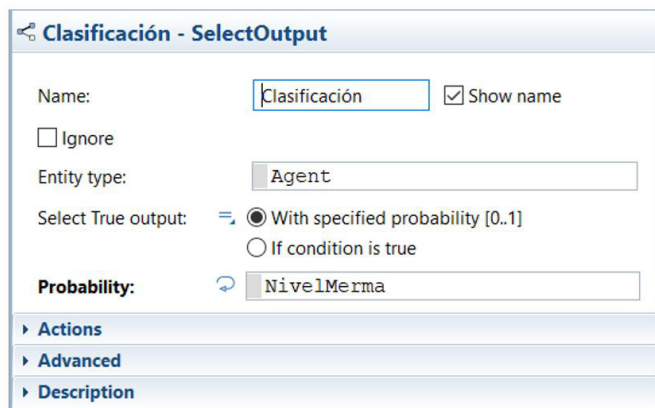 Clasificación - SelectOutput
Name: Clasificación Show name
Ignore
Entity type: Agent
Select True output: With specified probability [0..1]
If condition is true
Probability: NivelMerma
Actions
Advanced
Description